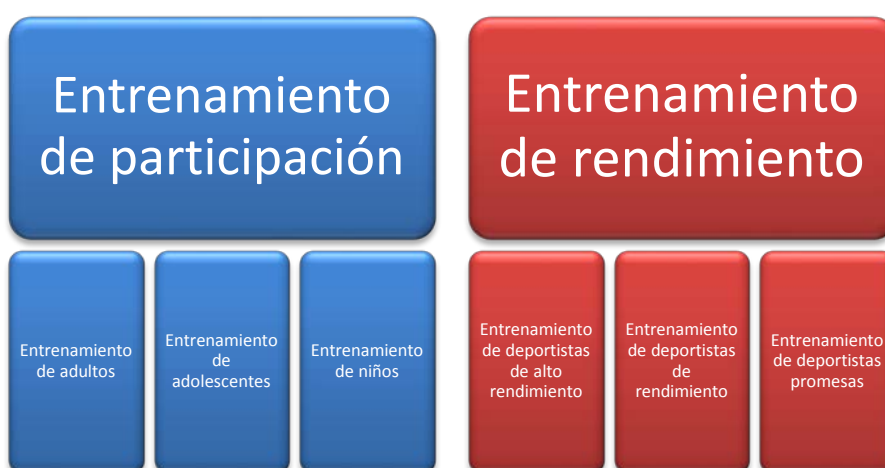 Entrenamiento
de participación
Entrenamiento
de rendimiento
Entrenamiento
de adultos
Entrenamiento
de
adolescentes
Entrenamiento
de niños
Entrenamiento
de deportistas
de alto
rendimiento
Entrenamiento
de deportistas
de
rendimiento
Entrenamiento
de deportistas
promesas